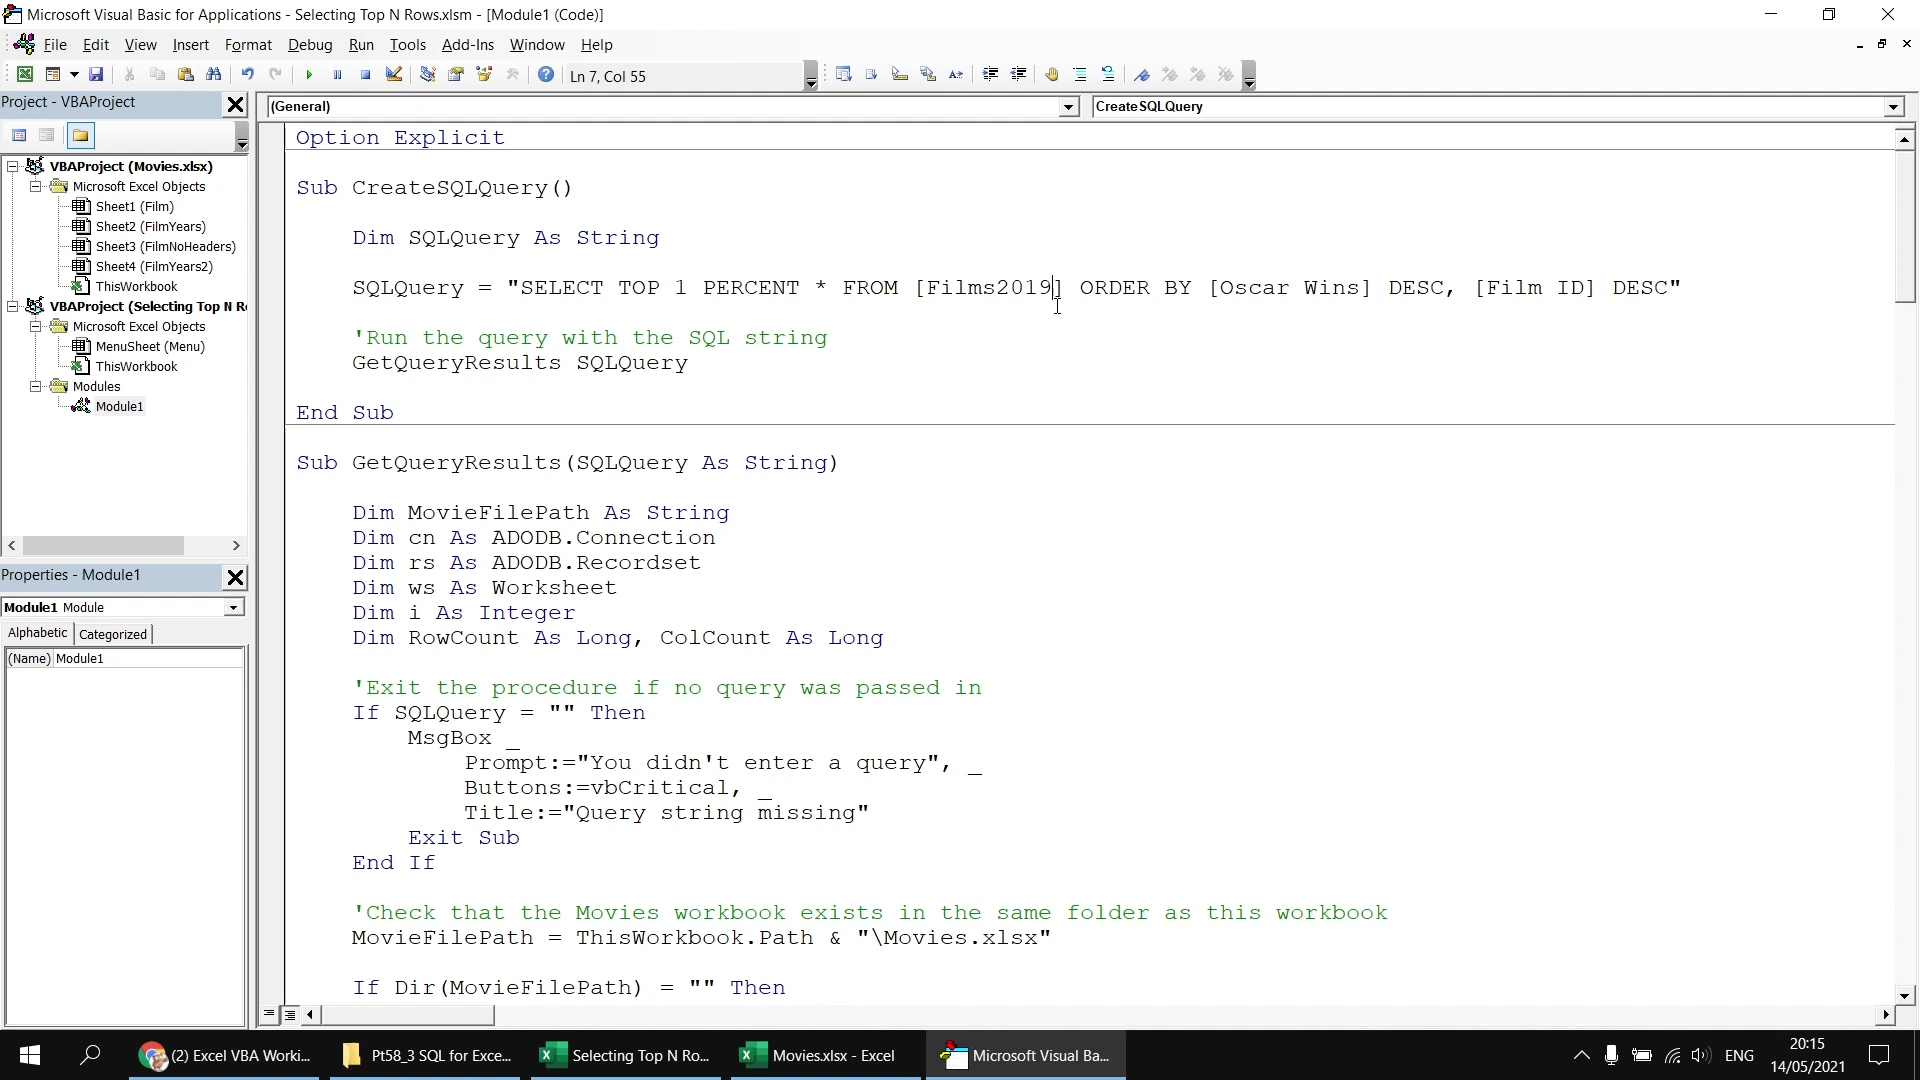 Microsoft Visual Basic for Applications - Selecting Top N Rows.xlsm - [Module1 (Code)]
File Edit View Insert Format Debug Run Tools Add-Ins Window Help
Ln 7, Col 55
Project - VBAProject
(General)
CreateSQLQuery
VBAProject (Movies.xlsx)
Microsoft Excel Objects
Sheet1 (Film)
Sheet2 (FilmYears)
Sheet3 (FilmNoHeaders)
Sheet4 (FilmYears2)
ThisWorkbook
VBAProject (Selecting Top N Ro
Microsoft Excel Objects
MenuSheet (Menu)
ThisWorkbook
Modules
Module1
Properties - Module1
Module1 Module
Alphabetic Categorized
(Name) Module1
Option Explicit
Sub CreateSQLQuery()
Dim SQLQuery As String
SQLQuery = "SELECT TOP 1 PERCENT * FROM [Films2019] ORDER BY [Oscar Wins] DESC, [Film ID] DESC"
'Run the query with the SQL string
GetQueryResults SQLQuery
End Sub
Sub GetQueryResults(SQLQuery As String)
Dim MovieFilePath As String
Dim cn As ADODB.Connection
Dim rs As ADODB.Recordset
Dim ws As Worksheet
Dim i As Integer
Dim RowCount As Long, ColCount As Long
'Exit the procedure if no query was passed in
If SQLQuery = "" Then
MsgBox _
Prompt:="You didn't enter a query", _
Buttons:=vbCritical, _
Title:="Query string missing"
Exit Sub
End If
'Check that the Movies workbook exists in the same folder as this workbook
MovieFilePath = ThisWorkbook.Path & "\Movies.xlsx"
If Dir(MovieFilePath) = "" Then
(2) Excel VBA Worki...
Pt58_3 SQL for Exce...
Selecting Top N Ro...
Movies.xlsx - Excel
Microsoft Visual Ba...
ENG
20:15
14/05/2021